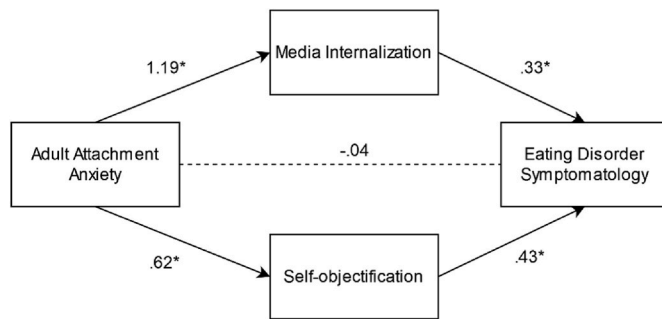 Media Internalization
1.19*
.33*
Adult Attachment
Anxiety
-.04
Eating Disorder
Symptomatology
.62*
.43*
Self-objectification